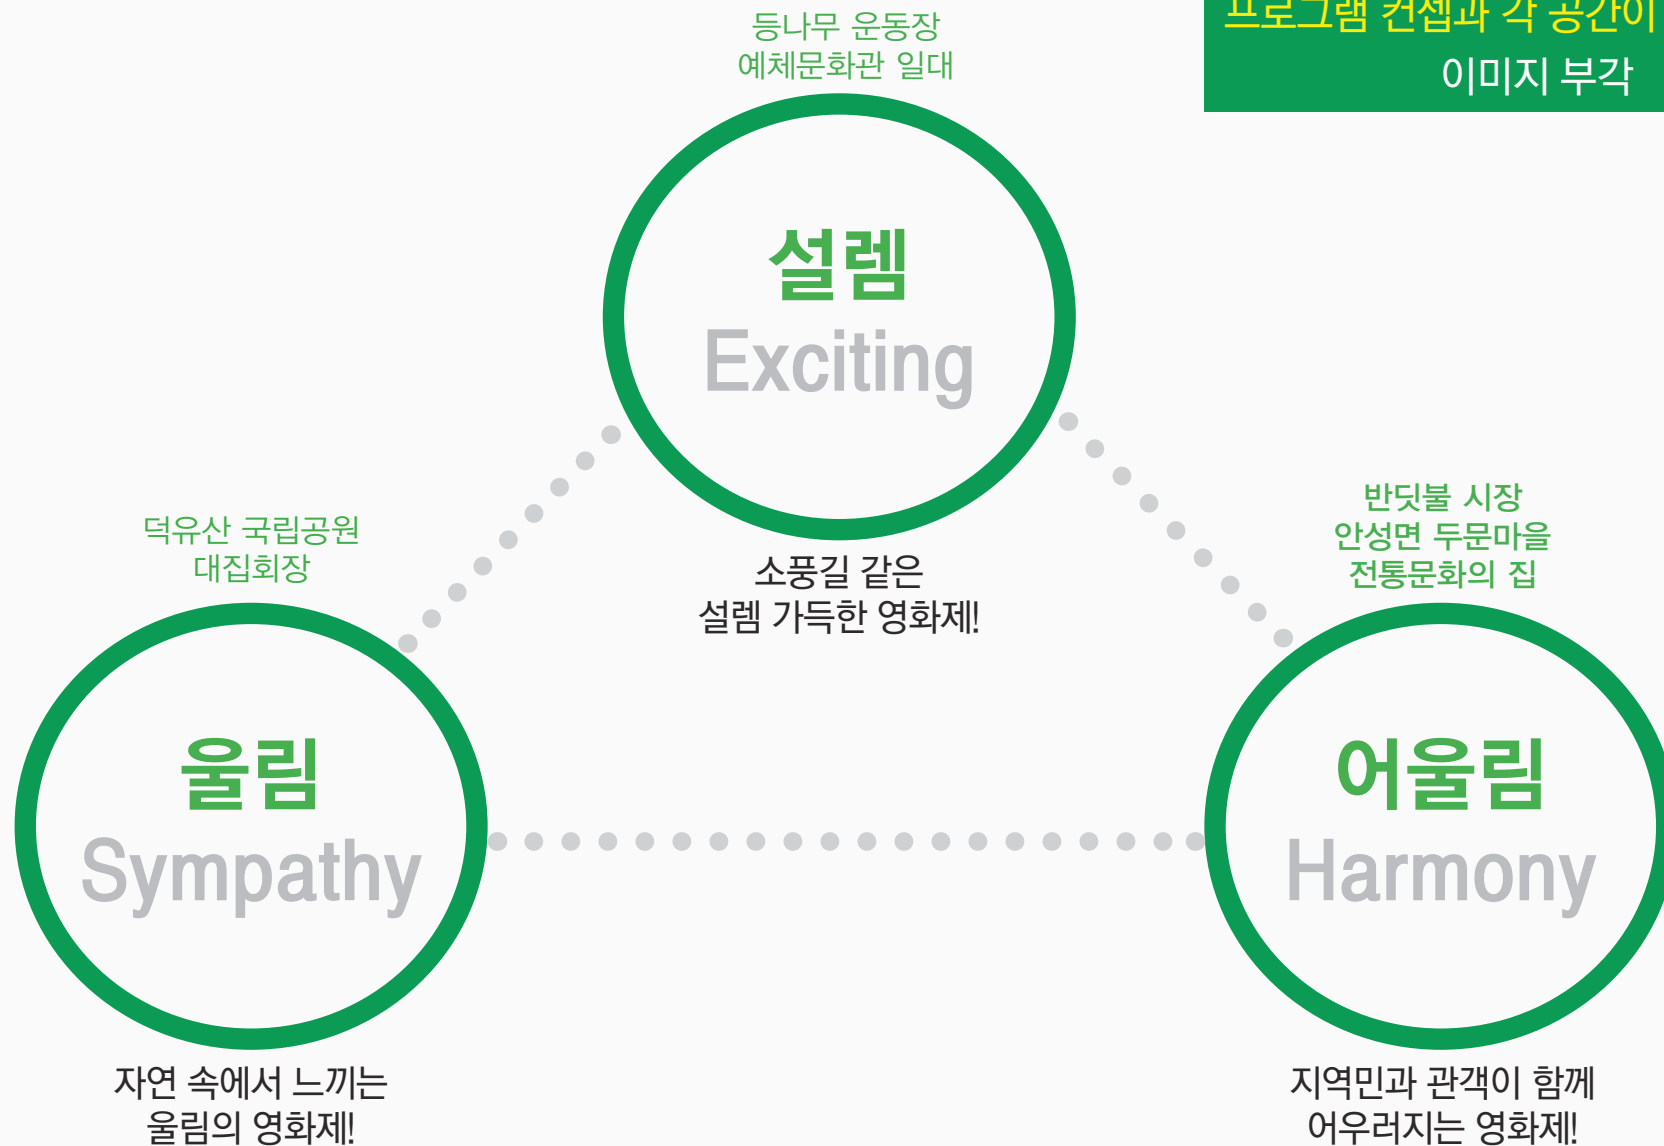 프로그램 컨셉과 각 공간이
이미지 부각
등나무 운동장
예체문화관 일대
설렘
Exciting
소풍길 같은
설렘 가득한 영화제!
덕유산 국립공원
대집회장
울림
Sympathy
자연 속에서 느끼는
울림의 영화제!
반딧불 시장
안성면 두문마을
전통문화의 집
어울림
Harmony
지역민과 관객이 함께
어우러지는 영화제!